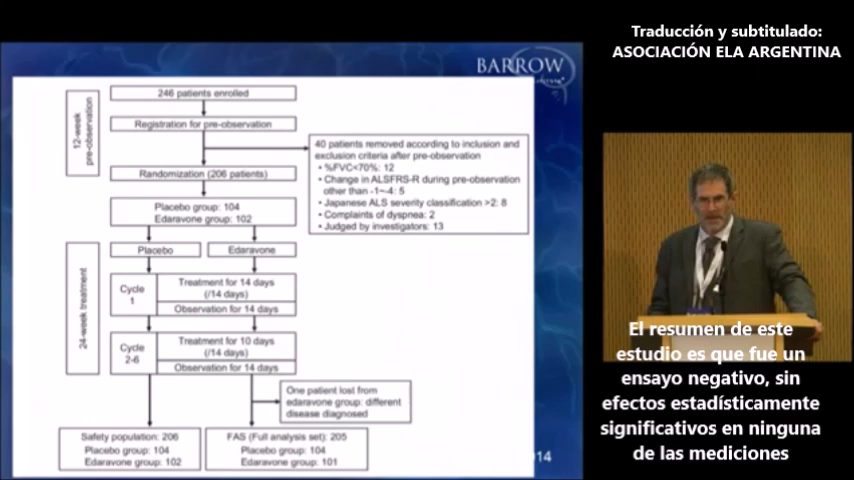 Traducción y subtitulado:
ASOCIACIÓN ELA ARGENTINA
BARROW
12-week
pre-observation
246 patients enrolled
Registration for pre-observation
40 patients removed according to inclusion and
exclusion criteria after pre-observation
• %FVC<70%: 12
• Change in ALSFRS-R during pre-observation
other than -1~-4: 5
• Japanese ALS severity classification >2: 8
• Complaints of dyspnea: 2
• Judged by investigators: 13
Randomization (206 patients)
Placebo group: 104
Edaravone group: 102
24-week treatment
Placebo
Edaravone
Cycle
1
Treatment for 14 days
(/14 days)
Observation for 14 days
Cycle
2-6
Treatment for 10 days
(/14 days)
Observation for 14 days
One patient lost from
edaravone group: different
disease diagnosed
Safety population: 206
Placebo group: 104
Edaravone group: 102
FAS (Full analysis set): 205
Placebo group: 104
Edaravone group: 101
014
El resumen de este
estudio es que fue un
ensayo negativo, sin
efectos estadísticamente
significativos en ninguna
de las mediciones